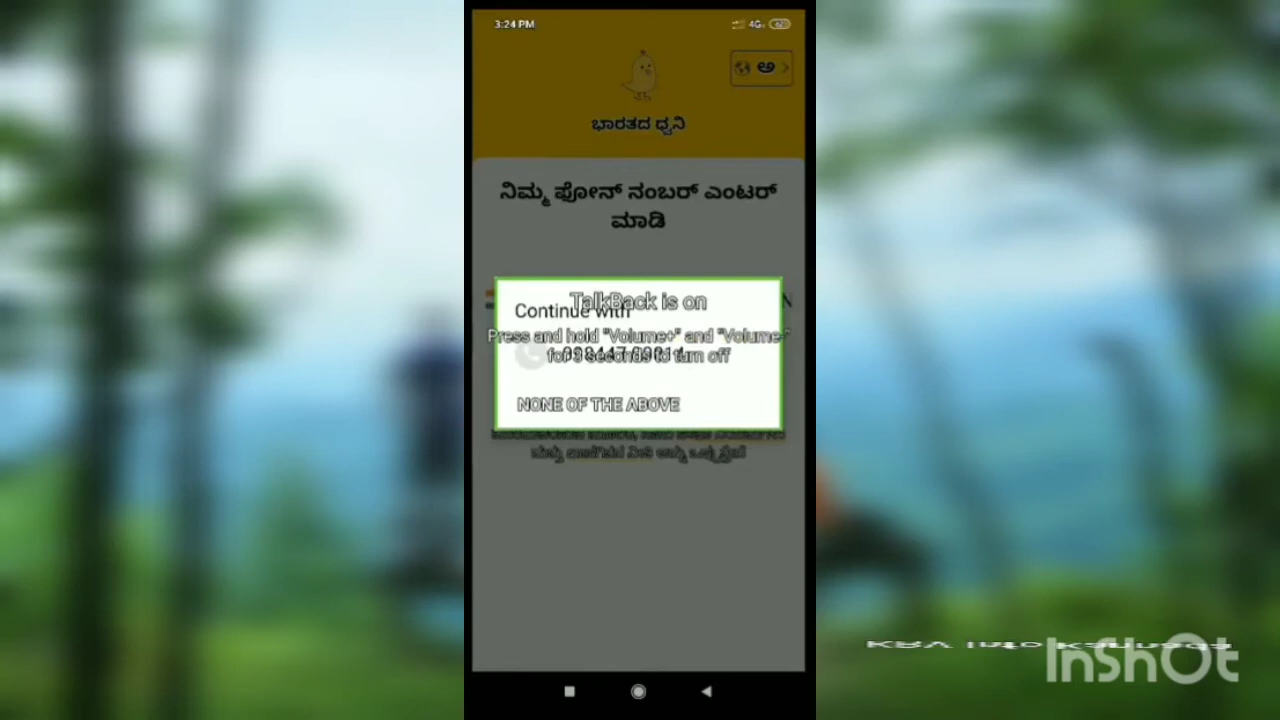 3:24 PM
4G
62
ಅ
ಭಾರತದ ಧ್ವನಿ
ನಿಮ್ಮ ಫೋನ್ ನಂಬರ್ ಎಂಟರ್
ಮಾಡಿ
TalkBack is on
Continue with
Press and hold "Volume+" and "Volume-"
for 3 seconds to turn off
NONE OF THE ABOVE
InShOt